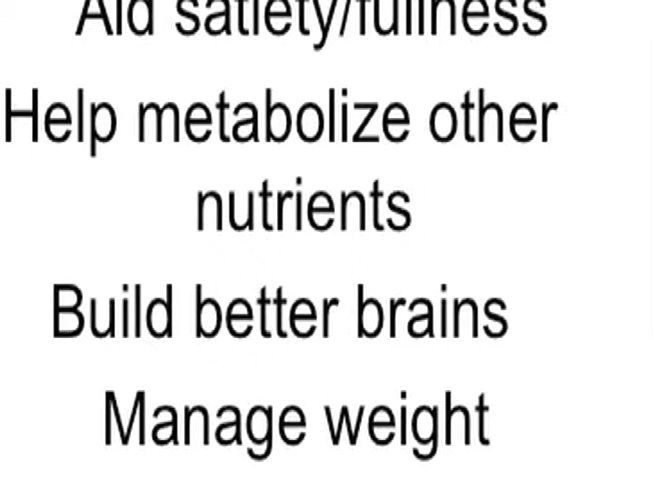 Aid satiety/fullness
Help metabolize other
nutrients
Build better brains
Manage weight